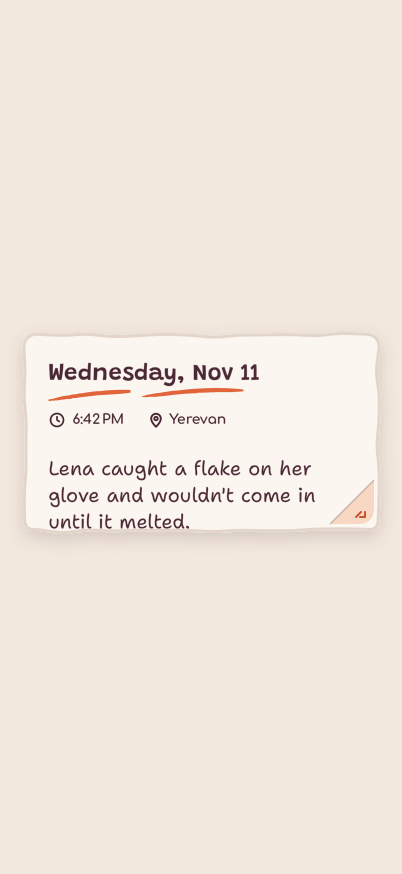 Wednesday, Nov 11
6:42 PM Yerevan
Lena caught a flake on her
glove and wouldn't come in
until it melted.